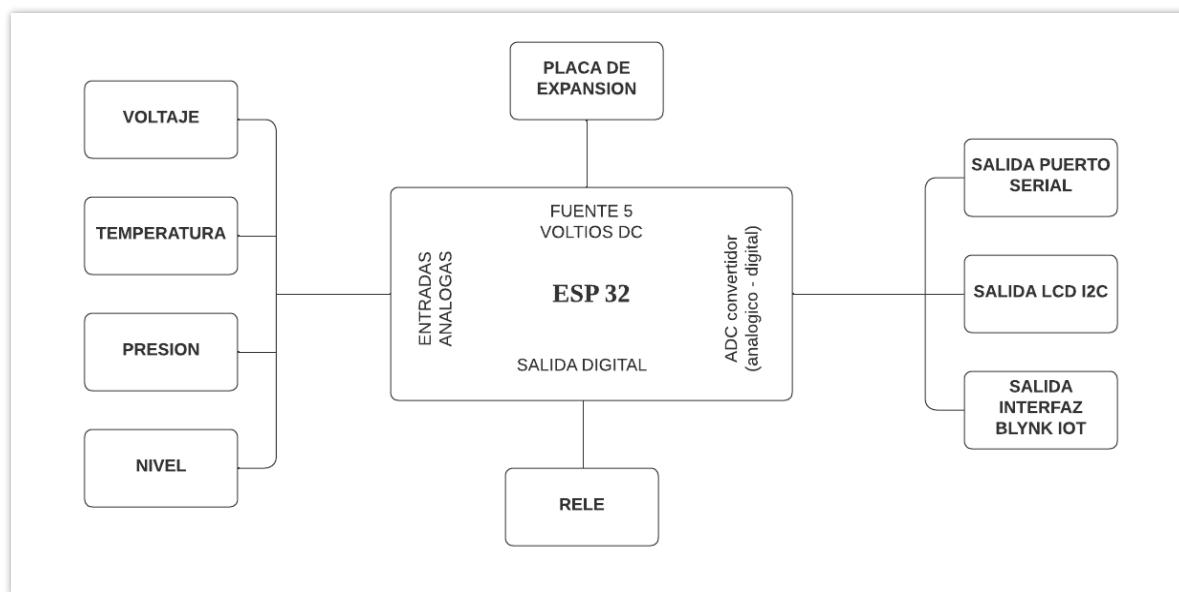 PLACA DE
EXPANSION
VOLTAJE
TEMPERATURA
PRESION
NIVEL
FUENTE 5
VOLTIOS DC
ENTRADAS
ANALOGAS
ESP 32
ADC convertidor
(analogico - digital)
SALIDA DIGITAL
RELE
SALIDA PUERTO
SERIAL
SALIDA LCD I2C
SALIDA
INTERFAZ
BLYNK IOT